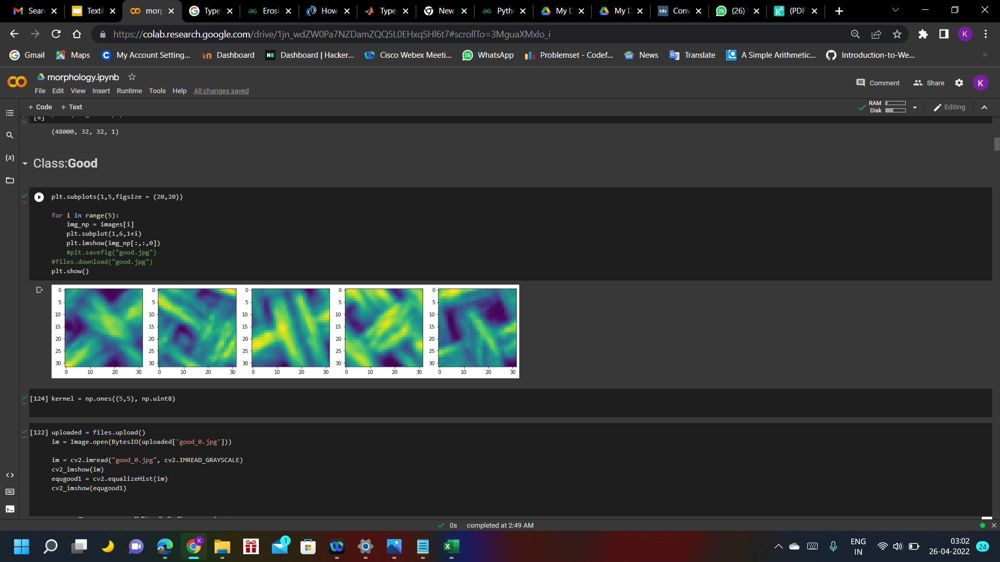 Sear
Textil
morp
Type
Erosi
How
Type
New
Pyth
My D
My D
Conv
(26)
(PDF
https://colab.research.google.com/drive/1jn_wdZW0Pa7NZDamZQQ5L0EHxqSHl6t7#scrollTo=3MguaXMxlo_i
K
Gmail
Maps
My Account Setting...
Dashboard
Dashboard | Hacker...
Cisco Webex Meeti...
WhatsApp
Problemset - Codef...
News
Translate
A Simple Arithmetic...
Introduction-to-We...
morphology.ipynb
Comment
Share
K
File Edit View Insert Runtime Tools Help All changes saved
+ Code + Text
RAM
Disk
Editing
[8]
(48000, 32, 32, 1)
Class:Good
1s
plt.subplots(1,5,figsize = (20,20))
for i in range(5):
img_np = images[i]
plt.subplot(1,6,1+i)
plt.imshow(img_np[:,:,0])
#plt.savefig("good.jpg")
#files.download("good.jpg")
plt.show()
0 0 0 0 0
5 5 5 5 5
10 10 10 10 10
15 15 15 15 15
20 20 20 20 20
25 25 25 25 25
30 30 30 30 30
0 10 20 30 0 10 20 30 0 10 20 30 0 10 20 30 0 10 20 30
[124] kernel = np.ones((5,5), np.uint8)
0s
[122] uploaded = files.upload()
1m
im = Image.open(BytesIO(uploaded['good_0.jpg']))
im = cv2.imread("good_0.jpg", cv2.IMREAD_GRAYSCALE)
cv2_imshow(im)
equgood1 = cv2.equalizeHist(im)
cv2_imshow(equgood1)
0s completed at 2:49 AM
1
ENG
IN
03:02
26-04-2022
24